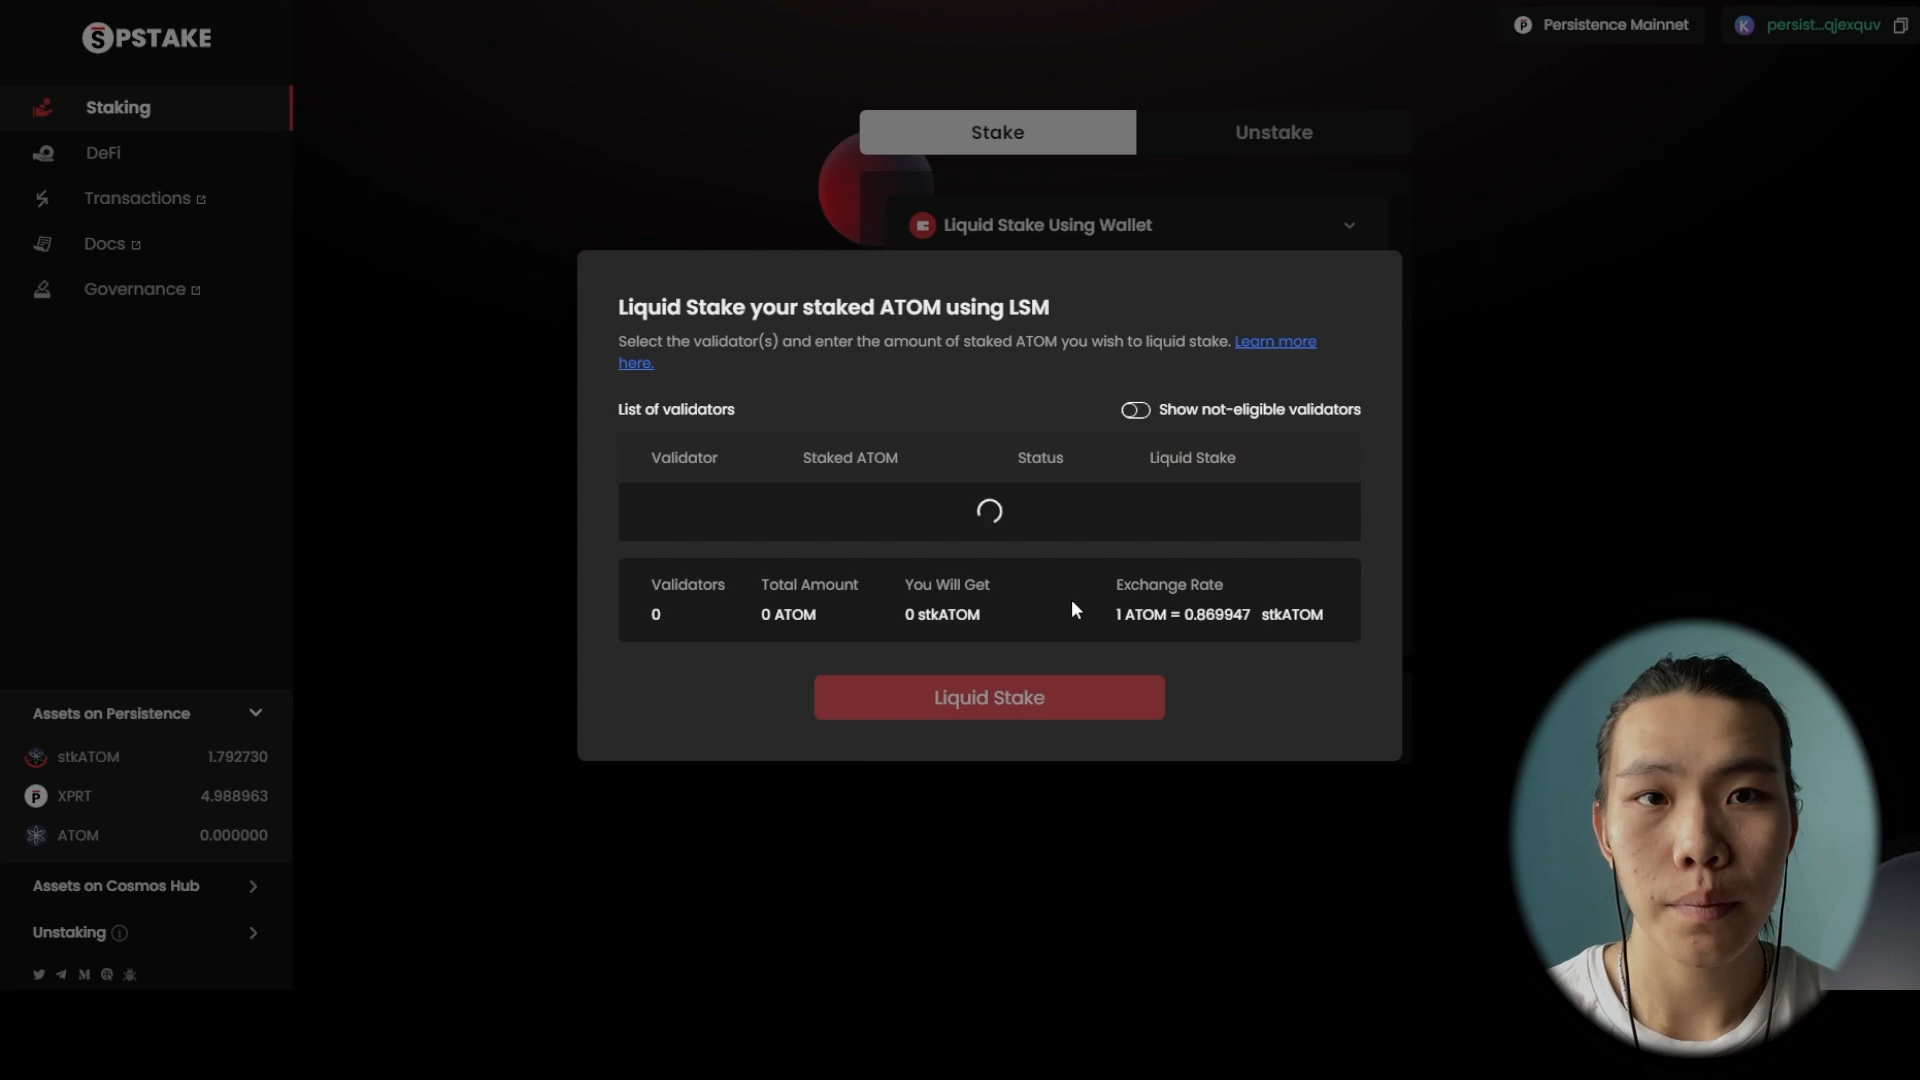 PSTAKE
Persistence Mainnet
persist...qjexquv
Staking
DeFi
Transactions
Docs
Governance
Stake
Unstake
Liquid Stake Using Wallet
Liquid Stake your staked ATOM using LSM
Select the validator(s) and enter the amount of staked ATOM you wish to liquid stake. Learn more
here.
List of validators
Show not-eligible validators
Validator Staked ATOM Status Liquid Stake
Validators Total Amount You Will Get Exchange Rate
0 0 ATOM 0 stkATOM 1 ATOM = 0.869947 stkATOM
Liquid Stake
Assets on Persistence
stkATOM 1.792730
XPRT 4.988963
ATOM 0.000000
Assets on Cosmos Hub
Unstaking